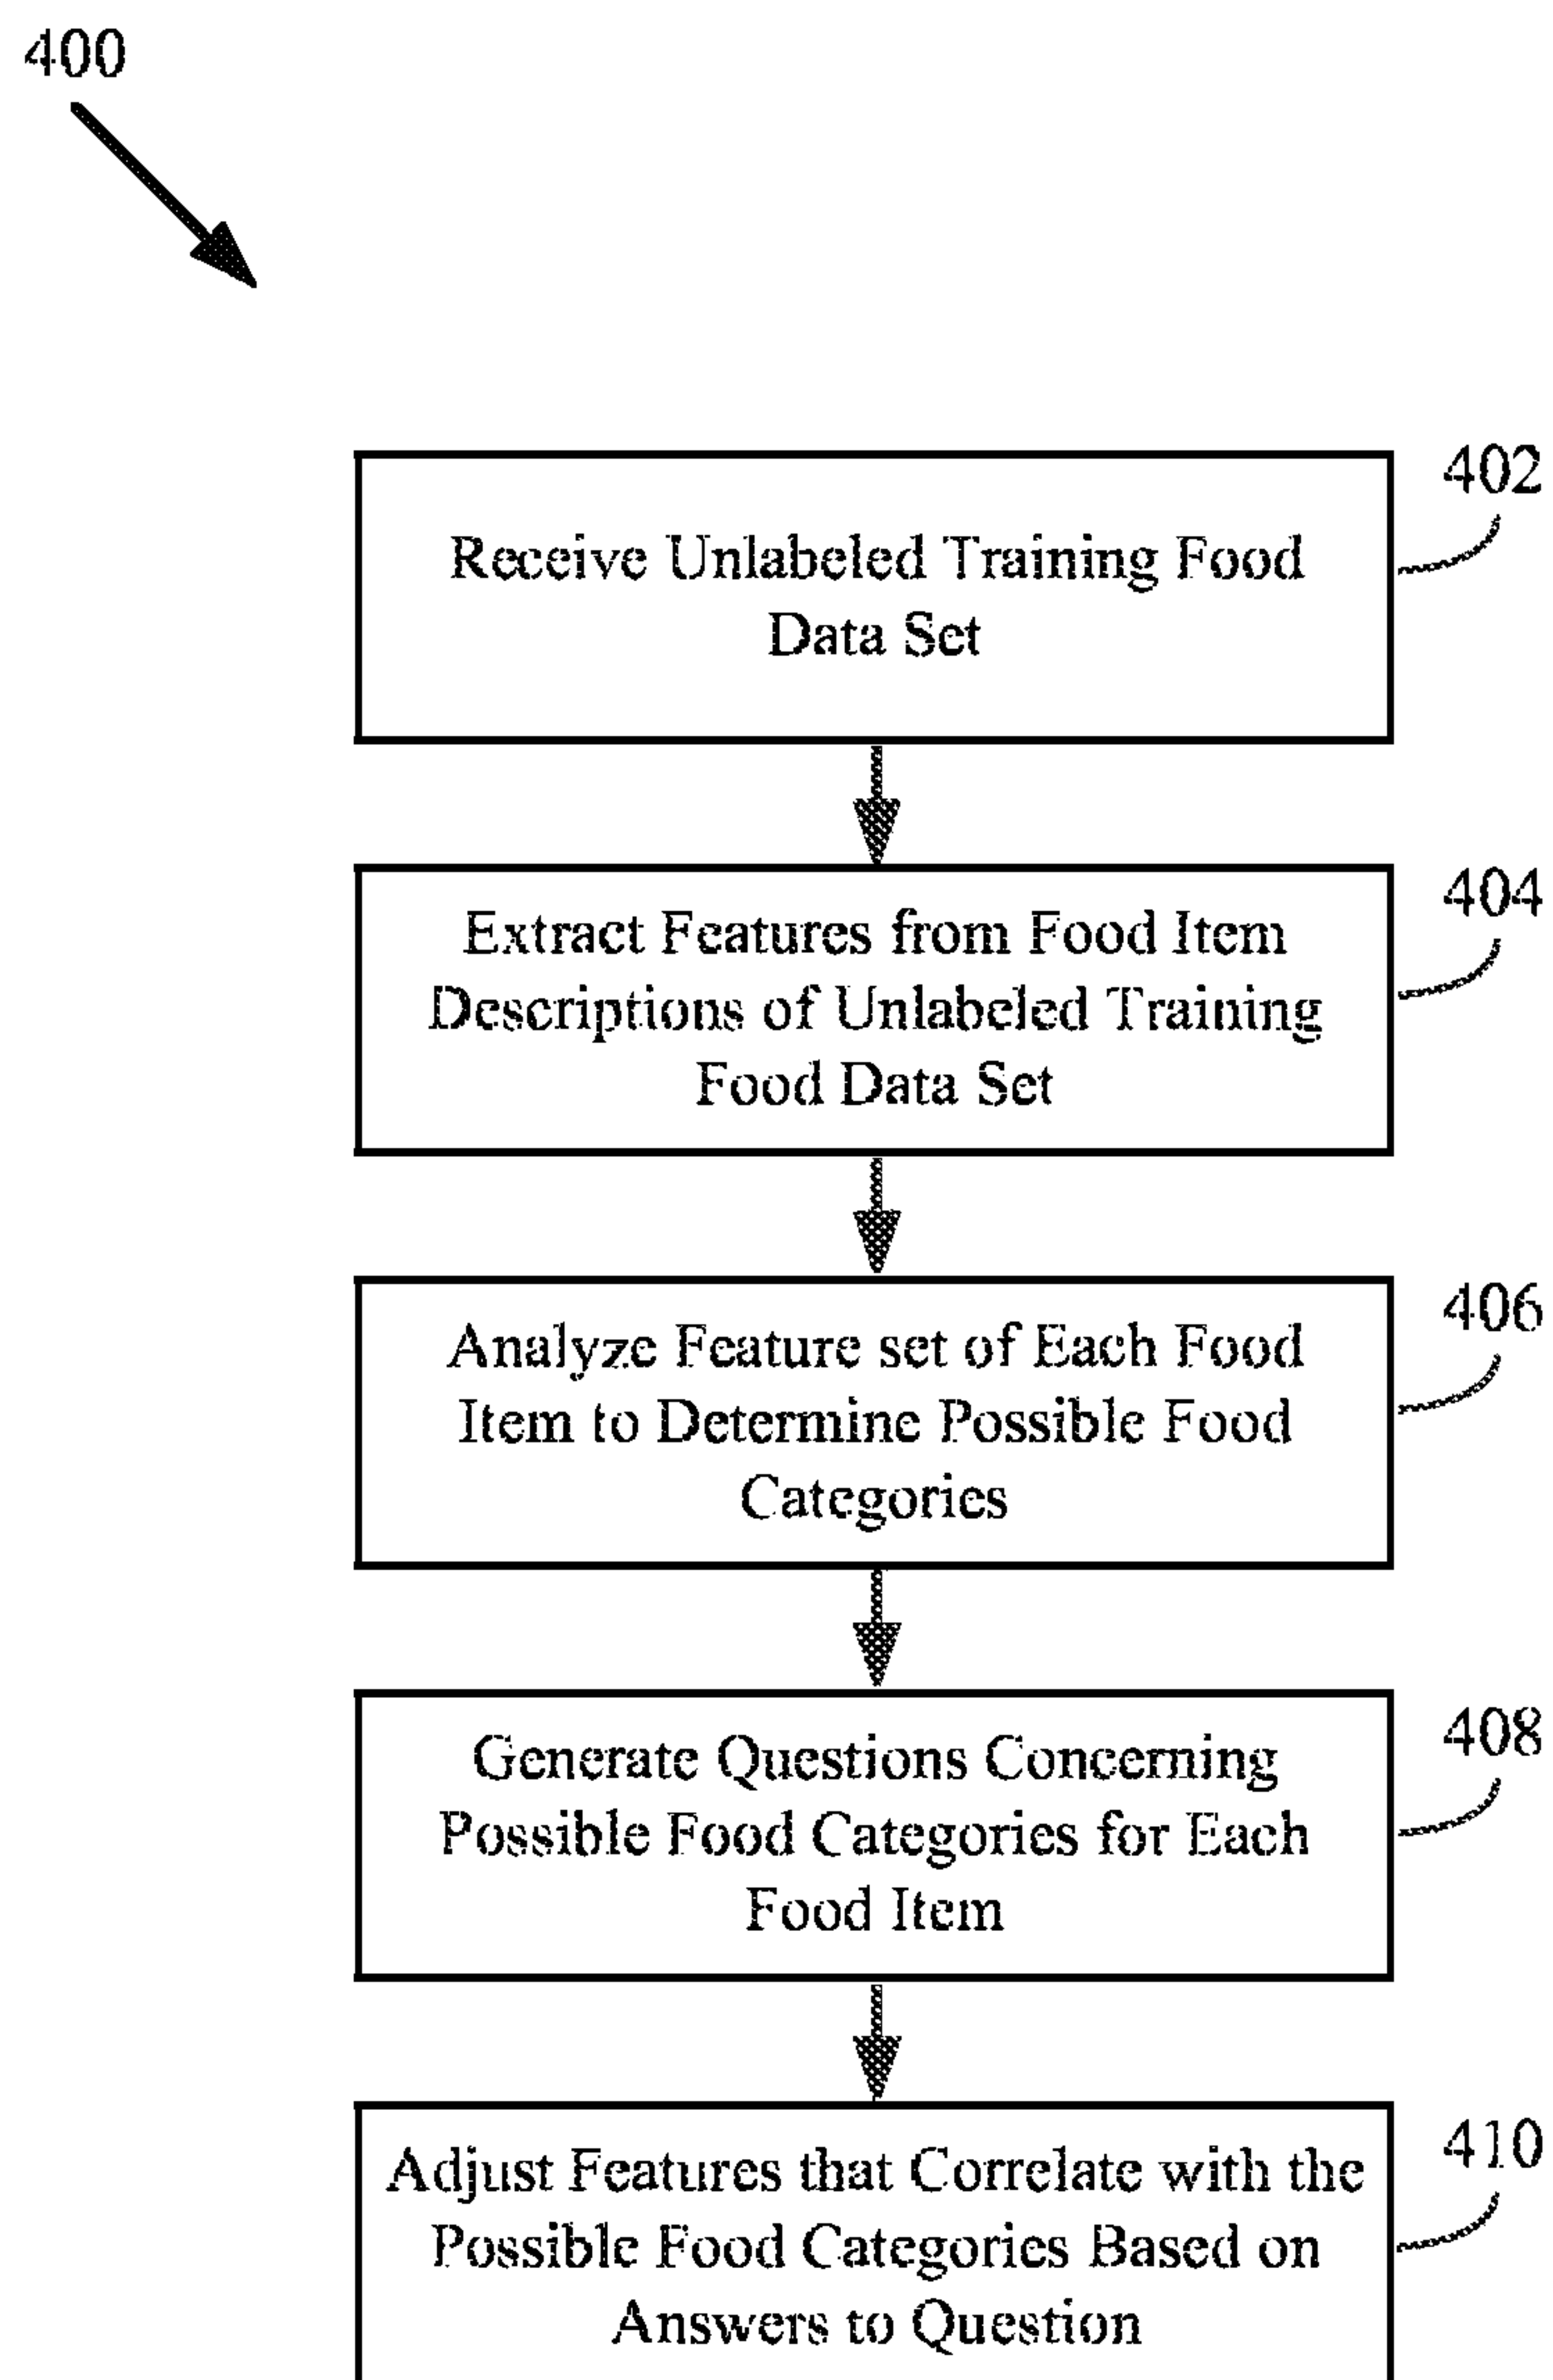 400
402
Receive Unlabeled Training Food
Data Set
404
Extract Features from Food Item
Descriptions of Unlabeled Training
Food Data Set
406
Analyze Feature set of Each Food
Item to Determine Possible Food
Categories
408
Generate Questions Concerning
Possible Food Categories for Each
Food Item
410
Adjust Features that Correlate with the
Possible Food Categories Based on
Answers to Question